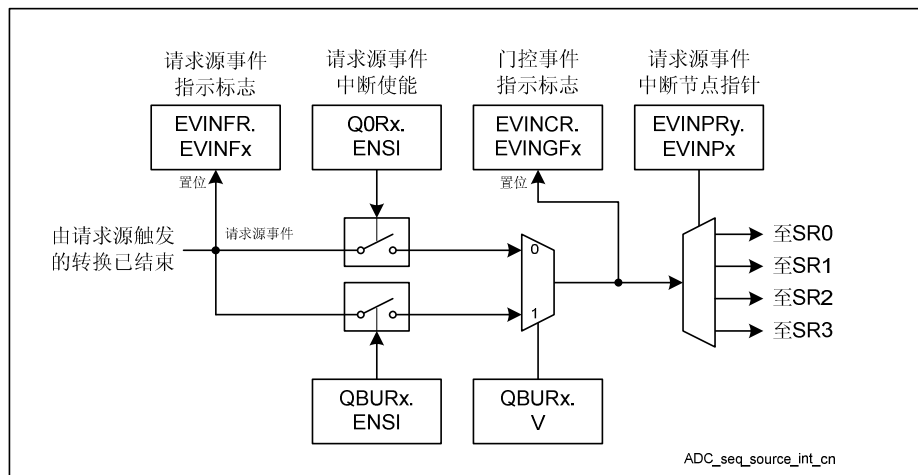 请求源事件
指示标志
请求源事件
中断使能
门控事件
指示标志
请求源事件
中断节点指针
EVINFR.
EVINFx
Q0Rx.
ENSI
EVINCR.
EVINGFx
EVINPRy.
EVINPx
置位
置位
由请求源触发
的转换已结束
请求源事件
0
1
至SR0
至SR1
至SR2
至SR3
QBURx.
ENSI
QBURx.
V
ADC_seq_source_int_cn